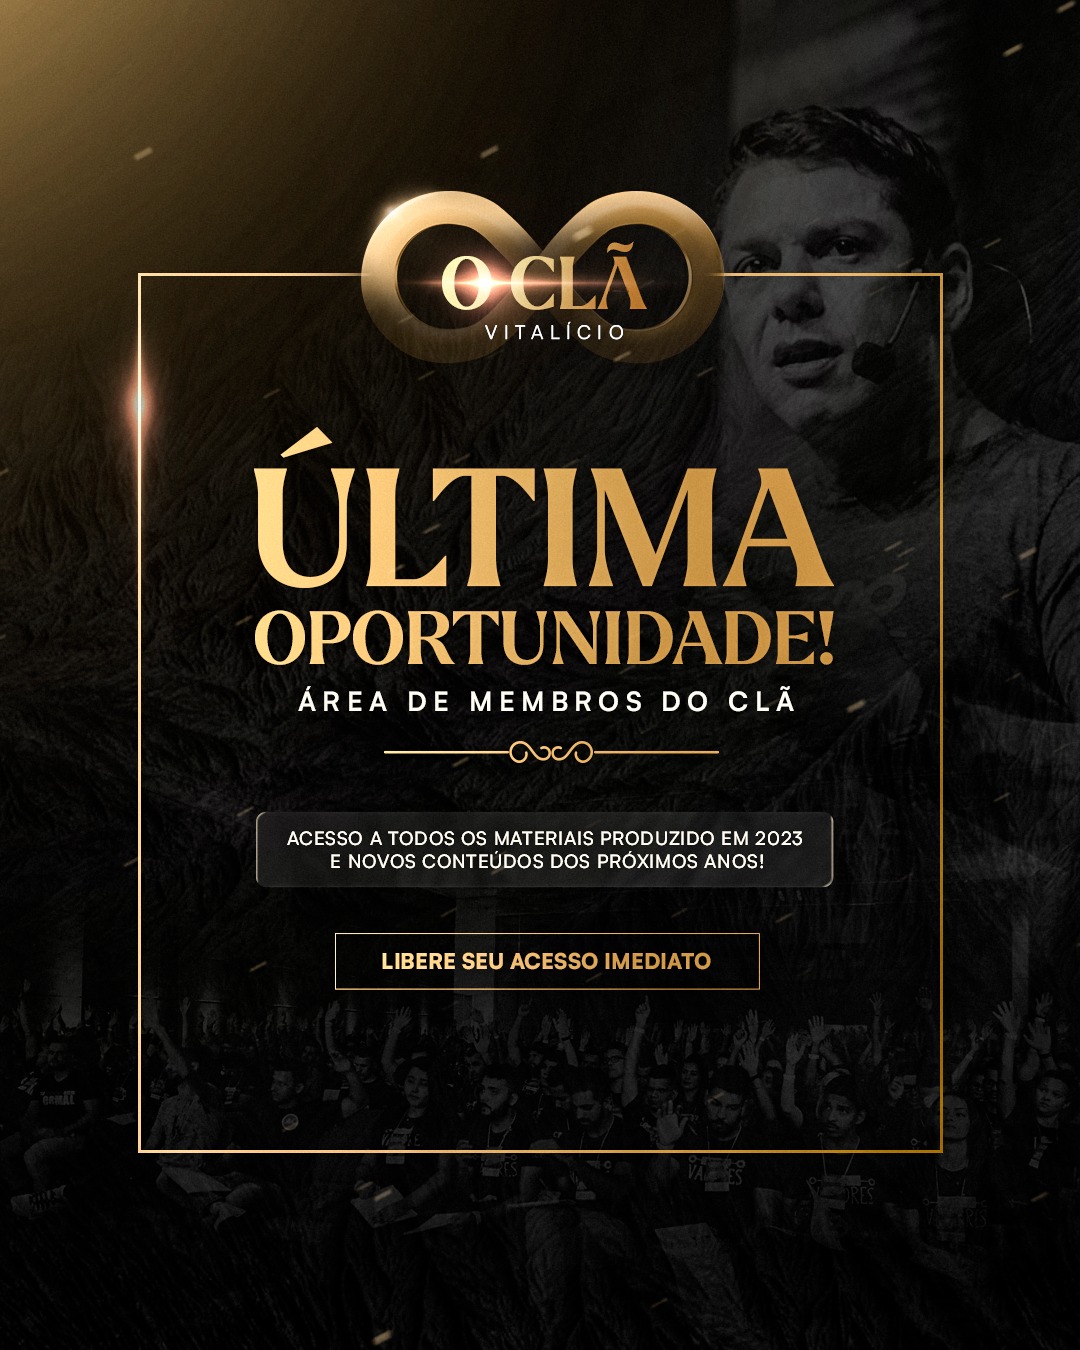 O CLÃ
VITALÍCIO
ÚLTIMA
OPORTUNIDADE!
ÁREA DE MEMBROS DO CLÃ
ACESSO A TODOS OS MATERIAIS PRODUZIDO EM 2023
E NOVOS CONTEÚDOS DOS PRÓXIMOS ANOS!
LIBERE SEU ACESSO IMEDIATO